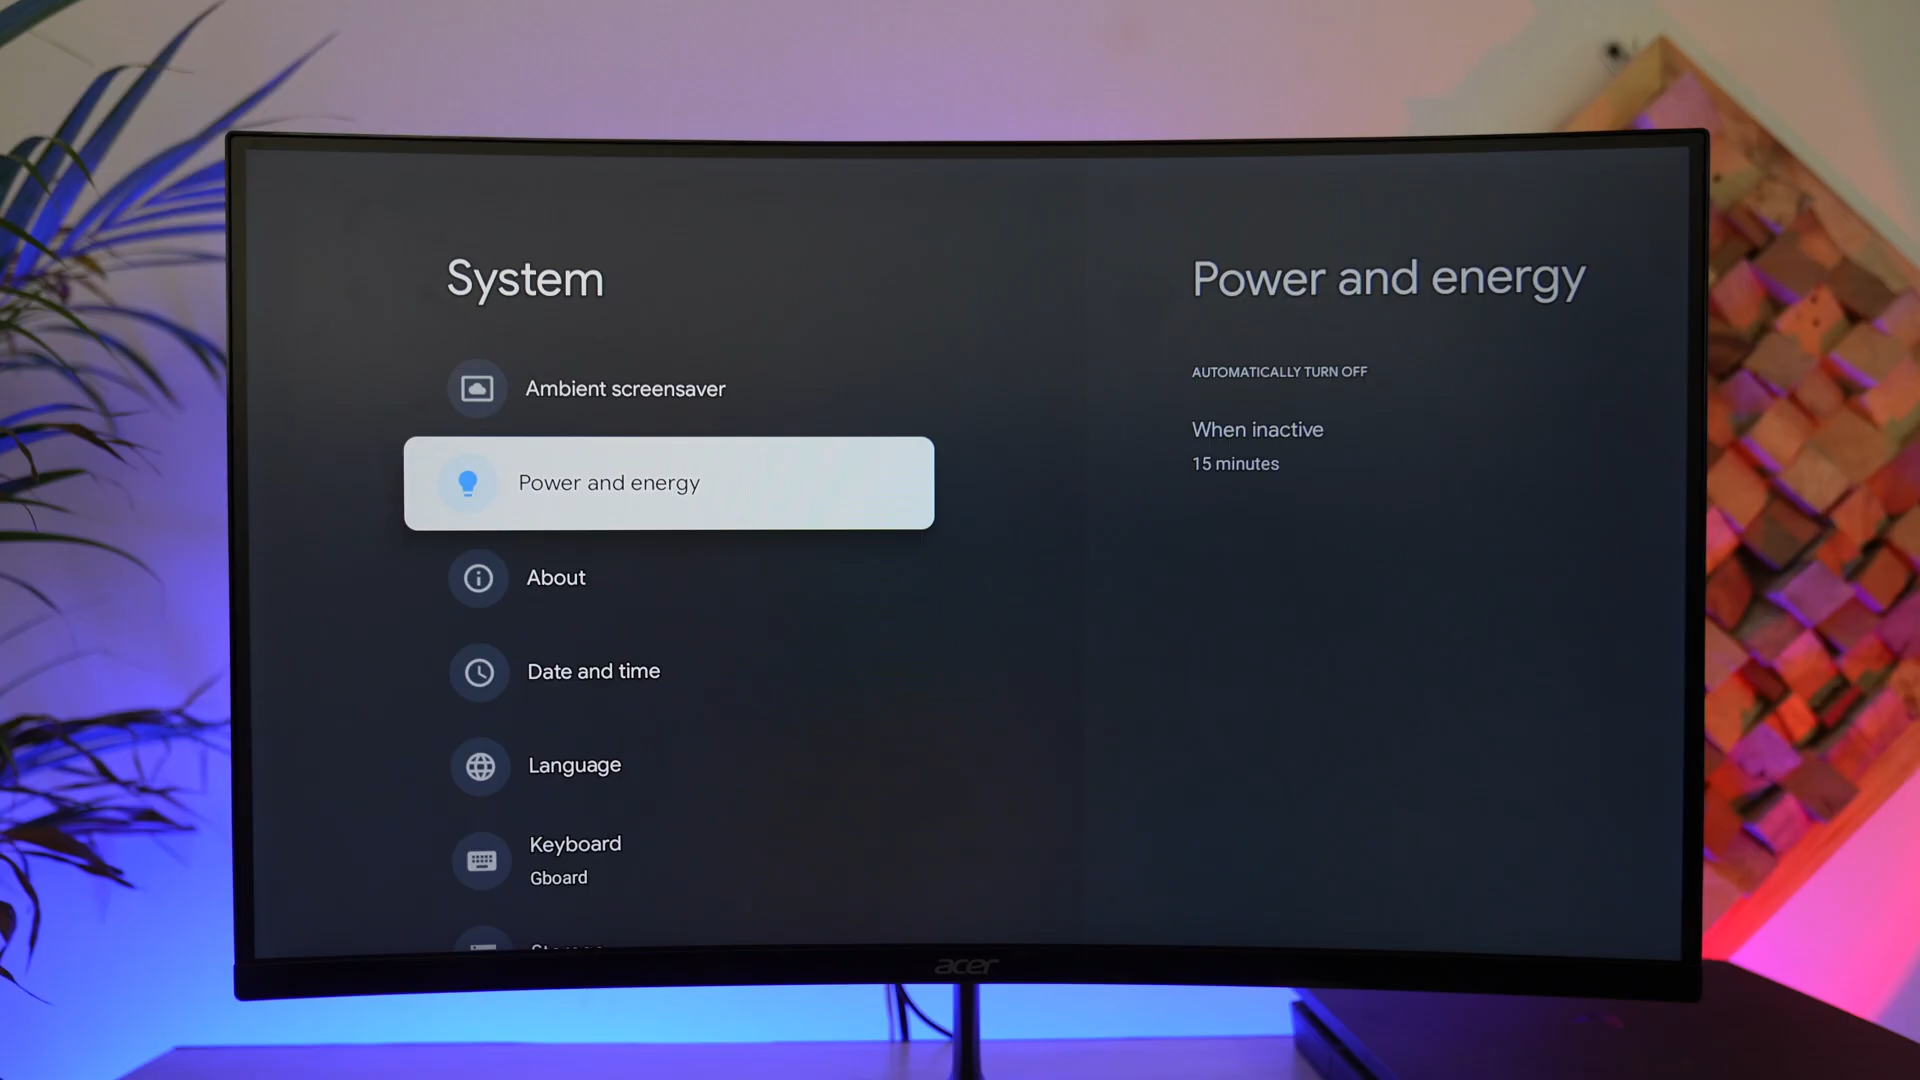 System
Ambient screensaver
Power and energy
About
Date and time
Language
Keyboard
Gboard
Power and energy
AUTOMATICALLY TURN OFF
When inactive
15 minutes
acer